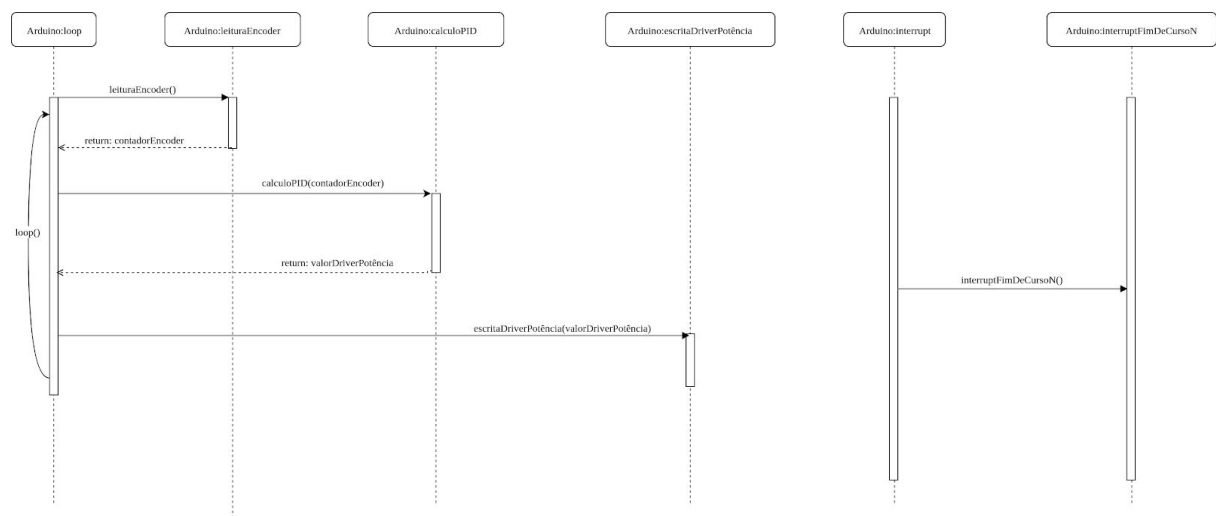 Arduino:loop
Arduino:leituraEncoder
Arduino:calculoPID
Arduino:escritaDriverPotência
Arduino:interrupt
Arduino:interruptFimDeCursoN
leituraEncoder()
return: contadorEncoder
calculoPID(contadorEncoder)
loop()
return: valorDriverPotência
interruptFimDeCursoN()
escritaDriverPotência(valorDriverPotência)